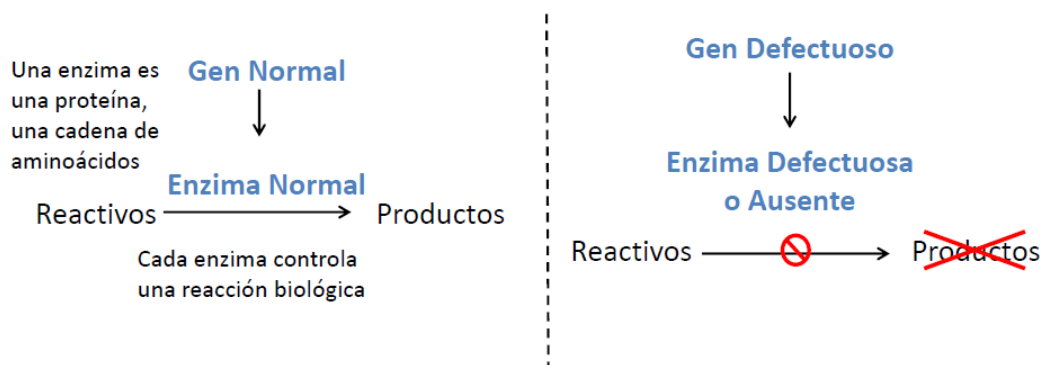 Una enzima es
una proteína,
una cadena de
aminoácidos
Gen Normal
Enzima Normal
Reactivos
Productos
Cada enzima controla
una reacción biológica
Gen Defectuoso
Enzima Defectuosa
o Ausente
Reactivos
Productos